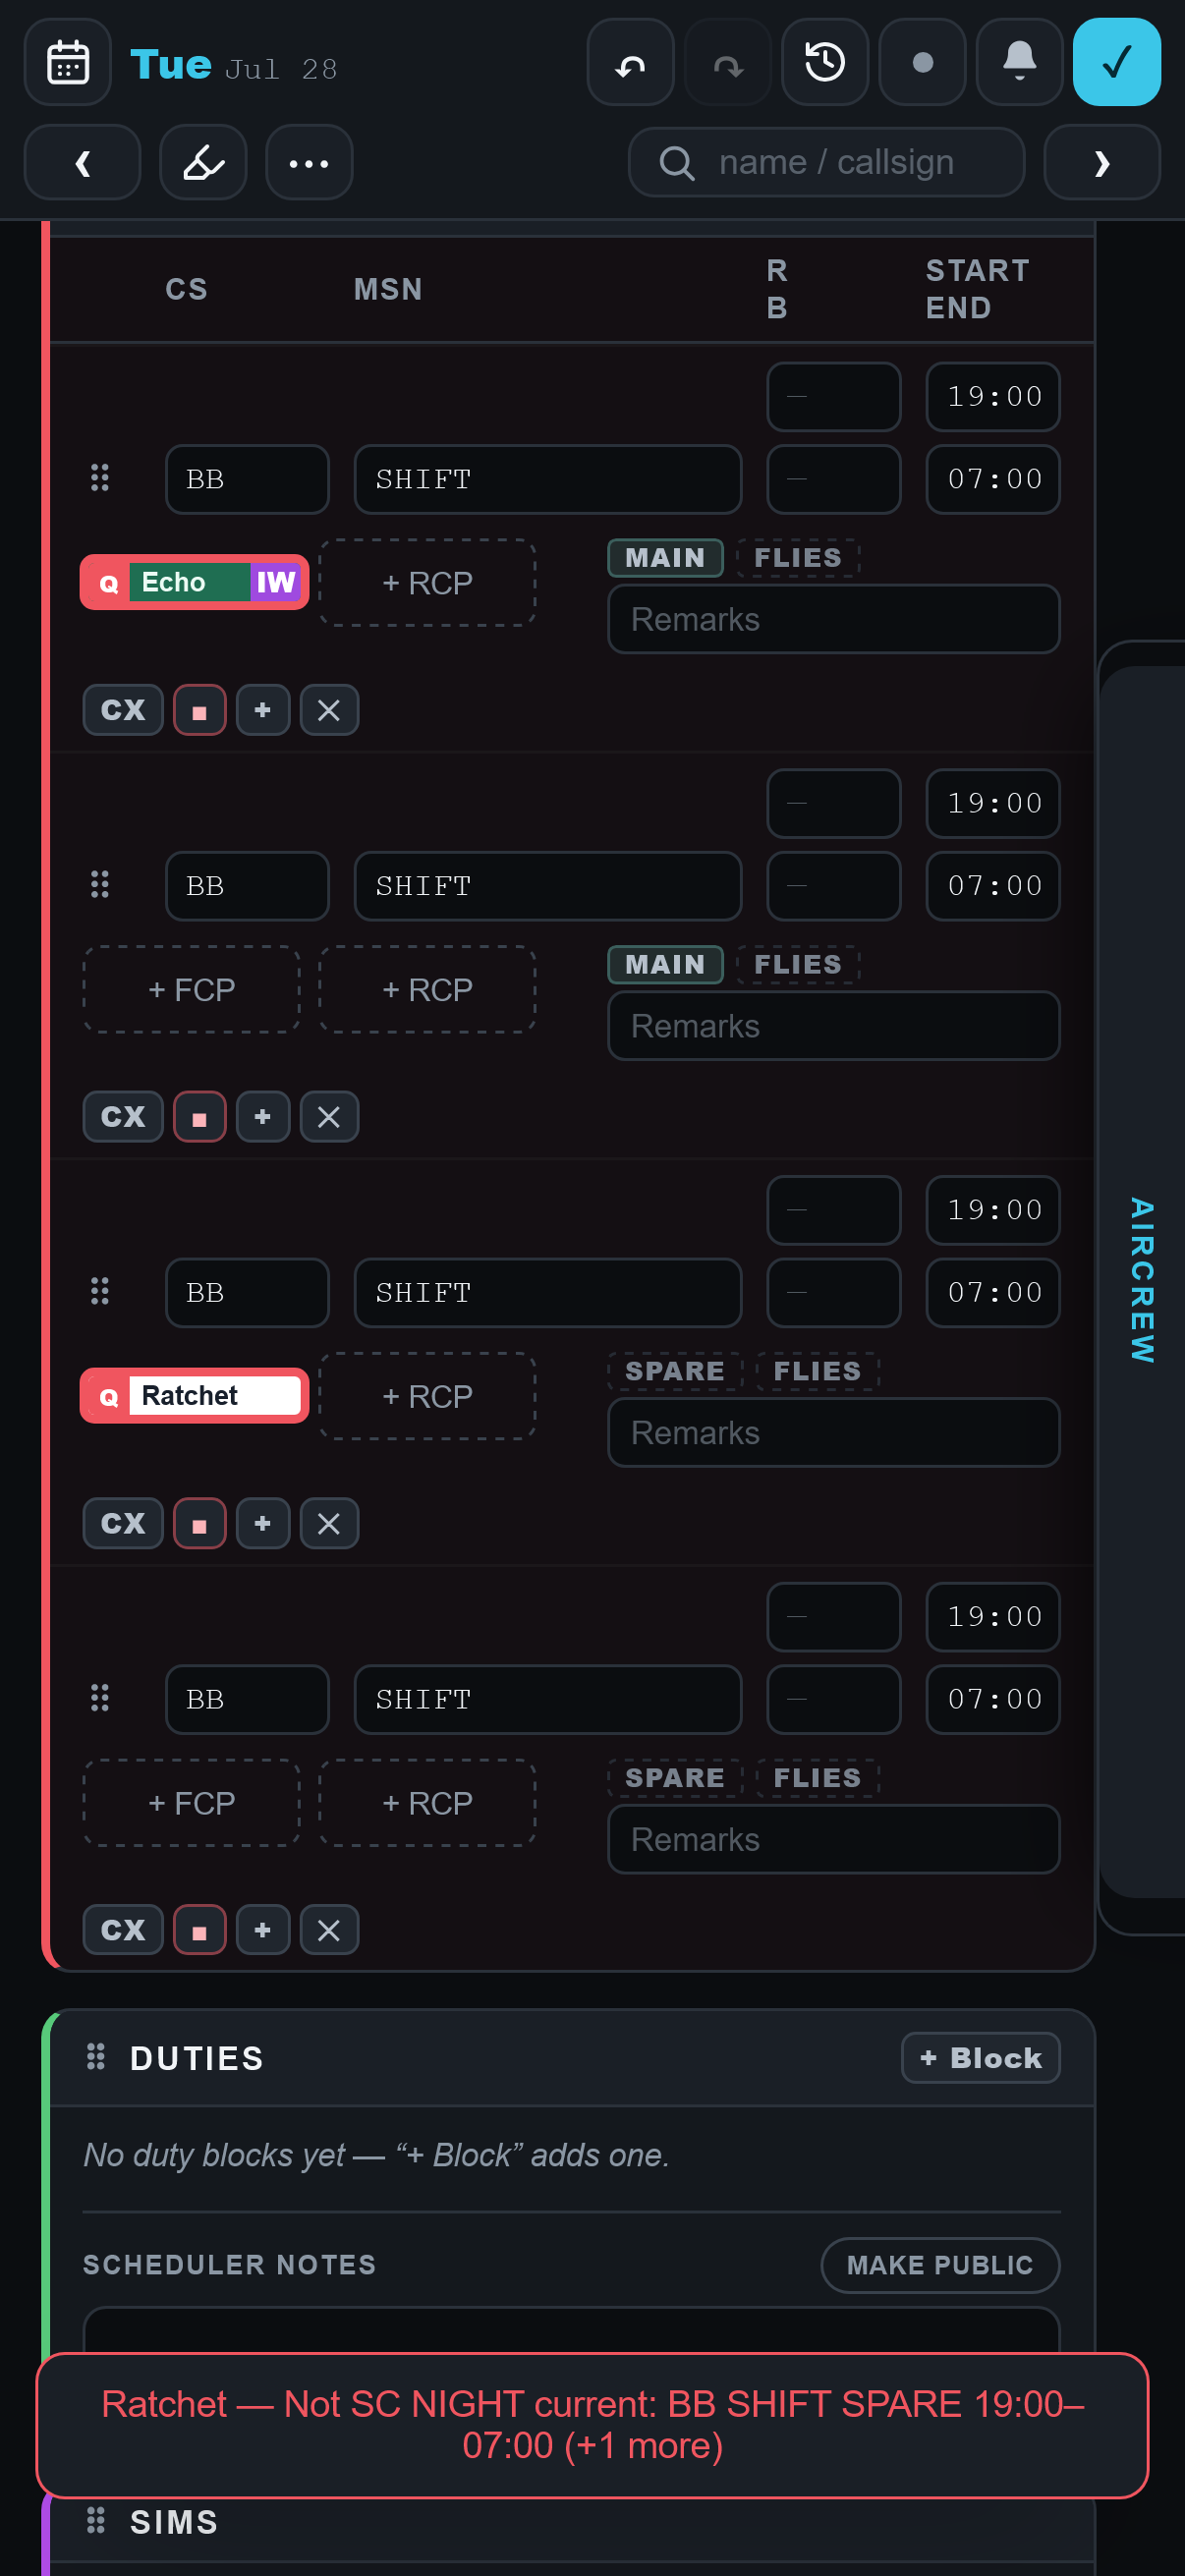 Tue Jul 28
name / callsign
CS MSN R B START END
— 19:00
BB SHIFT — 07:00
MAIN FLIES
Q Echo IW + RCP
Remarks
CX + ×
— 19:00
BB SHIFT — 07:00
MAIN FLIES
+ FCP + RCP
Remarks
CX + ×
— 19:00
BB SHIFT — 07:00
SPARE FLIES
Q Ratchet + RCP
Remarks
CX + ×
— 19:00
BB SHIFT — 07:00
SPARE FLIES
+ FCP + RCP
Remarks
CX + ×
AIRCREW
DUTIES + Block
No duty blocks yet — “+ Block” adds one.
SCHEDULER NOTES MAKE PUBLIC
Ratchet — Not SC NIGHT current: BB SHIFT SPARE 19:00–
07:00 (+1 more)
SIMS